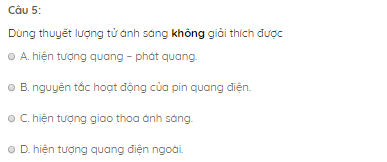 Câu 5:
Dùng thuyết lượng tử ánh sáng không giải thích được
A. hiện tượng quang – phát quang.
B. nguyên tắc hoạt động của pin quang điện.
C. hiện tượng giao thoa ánh sáng.
D. hiện tượng quang điện ngoài.